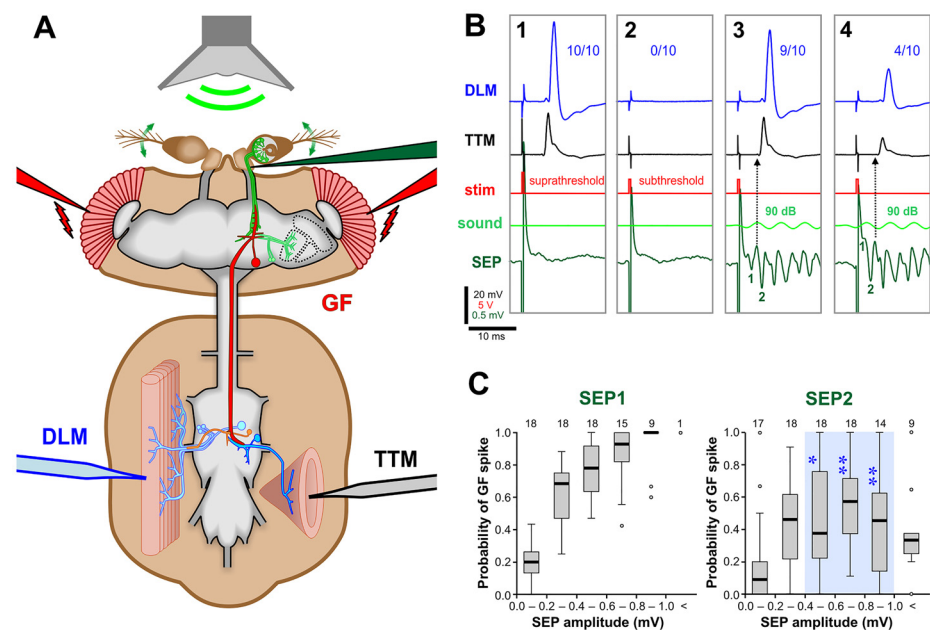 A
GF
DLM
TTM
B
1
2
3
4
10/10
0/10
9/10
4/10
DLM
TTM
stim
suprathreshold
subthreshold
sound
90 dB
90 dB
SEP
1
2
1
2
20 mV
5 V
0.5 mV
10 ms
C
SEP1
18 18 18 15 9 1
Probability of GF spike
1.0
0.8
0.6
0.4
0.2
0.0
0.0 – 0.2 – 0.4 – 0.6 – 0.8 – 1.0 <
SEP amplitude (mV)
SEP2
17 18 18 18 14 9
* ** **
Probability of GF spike
1.0
0.8
0.6
0.4
0.2
0.0
0.0 – 0.2 – 0.4 – 0.6 – 0.8 – 1.0 <
SEP amplitude (mV)